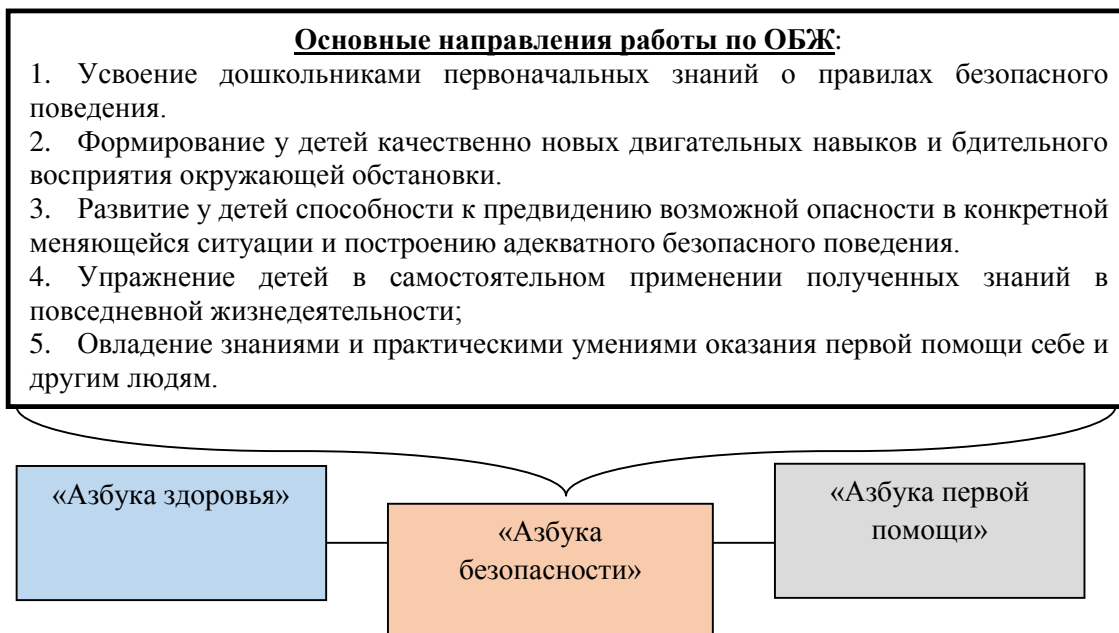 Основные направления работы по ОБЖ:
1. Усвоение дошкольниками первоначальных знаний о правилах безопасного
поведения.
2. Формирование у детей качественно новых двигательных навыков и бдительного
восприятия окружающей обстановки.
3. Развитие у детей способности к предвидению возможной опасности в конкретной
меняющейся ситуации и построению адекватного безопасного поведения.
4. Упражнение детей в самостоятельном применении полученных знаний в
повседневной жизнедеятельности;
5. Овладение знаниями и практическими умениями оказания первой помощи себе и
другим людям.
«Азбука здоровья»
«Азбука
безопасности»
«Азбука первой
помощи»